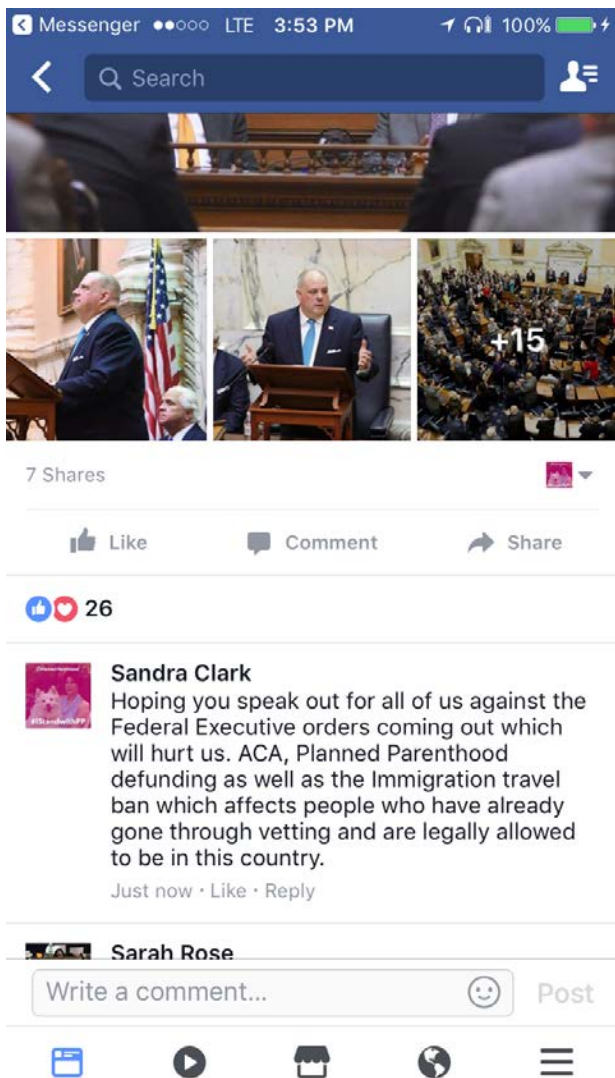 Messenger LTE 3:53 PM 100%
Search
+15
7 Shares
Like Comment Share
26
Sandra Clark
Hoping you speak out for all of us against the
Federal Executive orders coming out which
will hurt us. ACA, Planned Parenthood
defunding as well as the Immigration travel
ban which affects people who have already
gone through vetting and are legally allowed
to be in this country.
#IStandwithPP
Just now · Like · Reply
Sarah Rose
Write a comment... Post